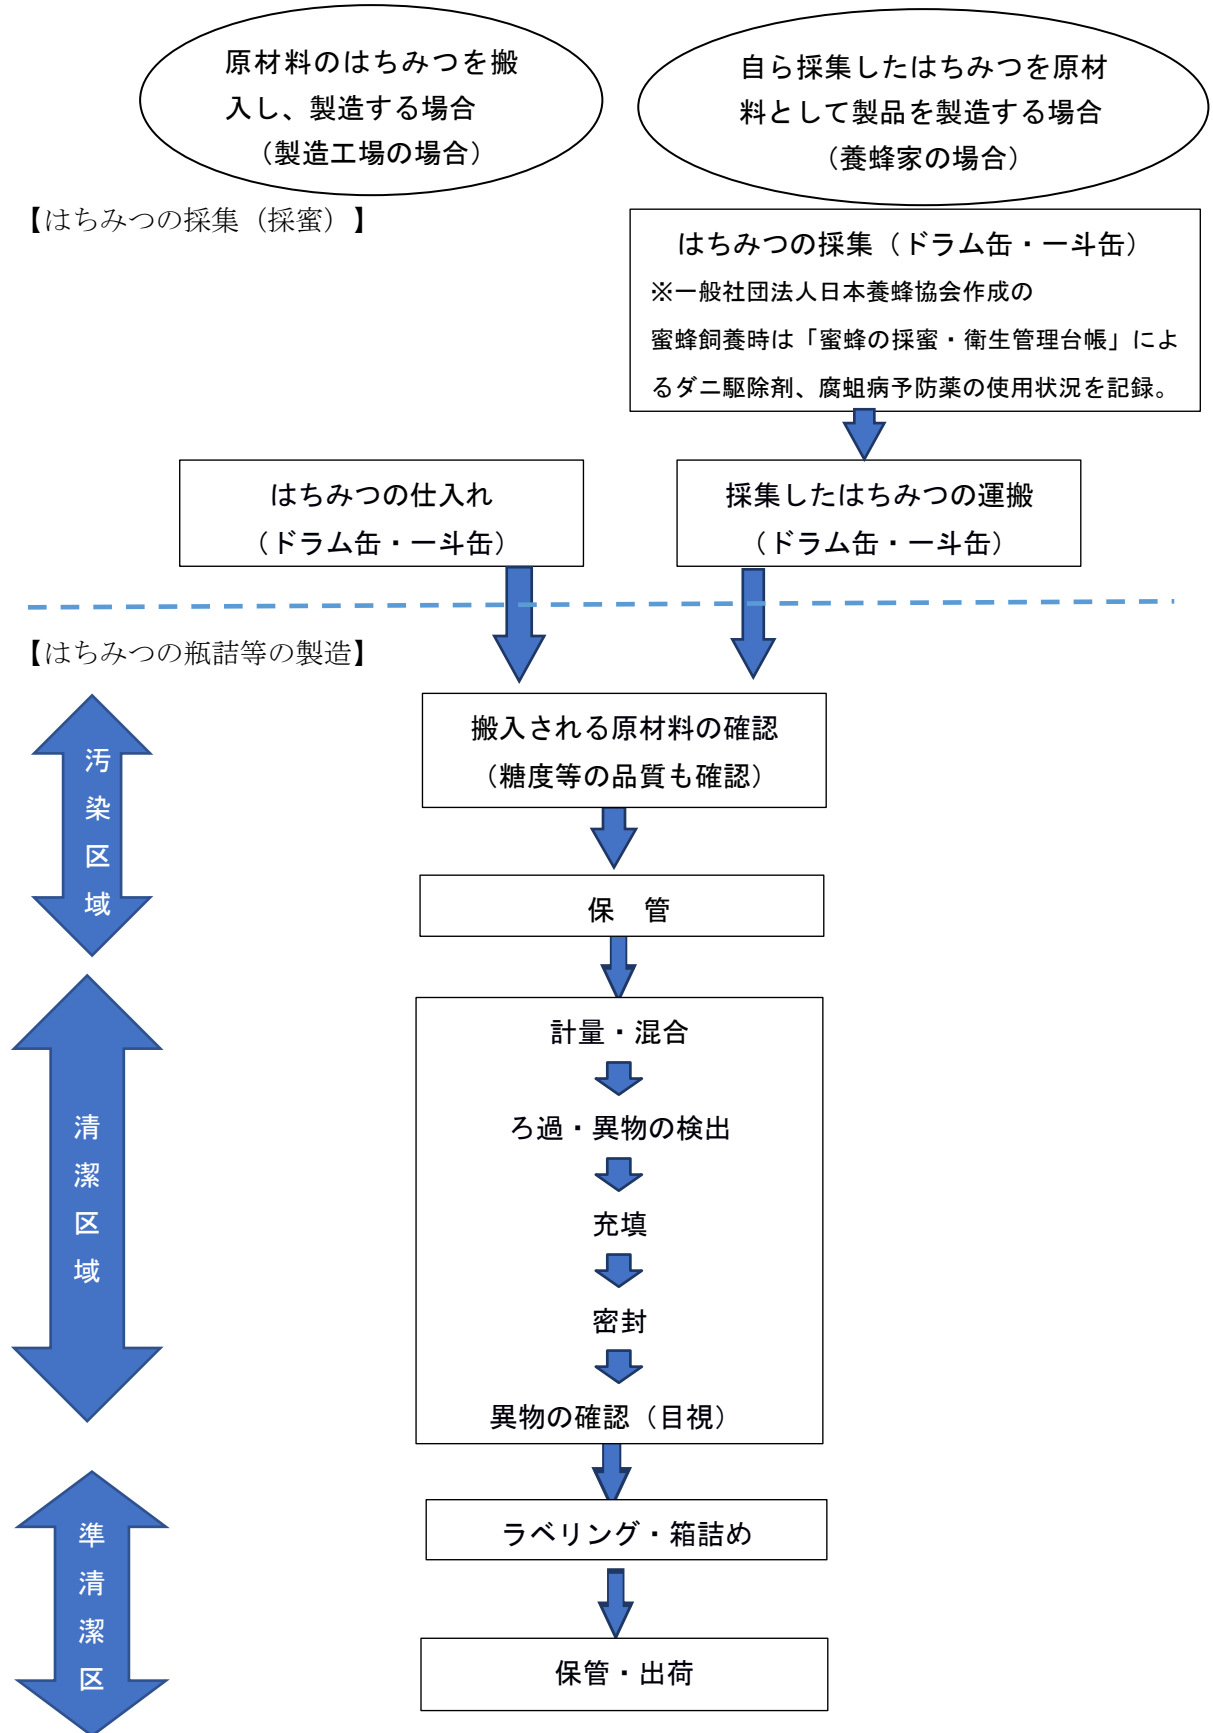 原材料のはちみつを搬
入し、製造する場合
（製造工場の場合）
自ら採集したはちみつを原材
料として製品を製造する場合
（養蜂家の場合）
【はちみつの採集（採蜜）】
はちみつの採集（ドラム缶・一斗缶）
※一般社団法人日本養蜂協会作成の
蜜蜂飼養時は「蜜蜂の採蜜・衛生管理台帳」によ
るダニ駆除剤、腐蛆病予防薬の使用状況を記録。
はちみつの仕入れ
（ドラム缶・一斗缶）
採集したはちみつの運搬
（ドラム缶・一斗缶）
【はちみつの瓶詰等の製造】
汚染区域
搬入される原材料の確認
（糖度等の品質も確認）
保　管
清潔区域
計量・混合
ろ過・異物の検出
充填
密封
異物の確認（目視）
準清潔区
ラベリング・箱詰め
保管・出荷